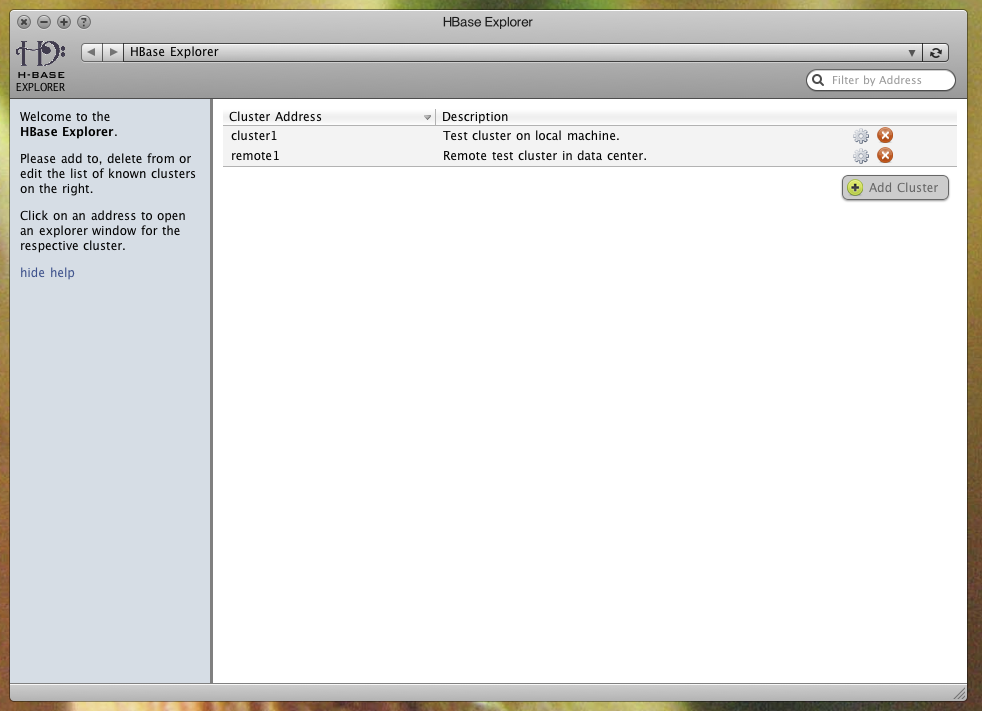 HBase Explorer
H-BASE
EXPLORER
HBase Explorer
Filter by Address
Welcome to the
HBase Explorer.
Please add to, delete from or
edit the list of known clusters
on the right.
Click on an address to open
an explorer window for the
respective cluster.
hide help
Cluster Address Description
cluster1 Test cluster on local machine.
remote1 Remote test cluster in data center.
Add Cluster